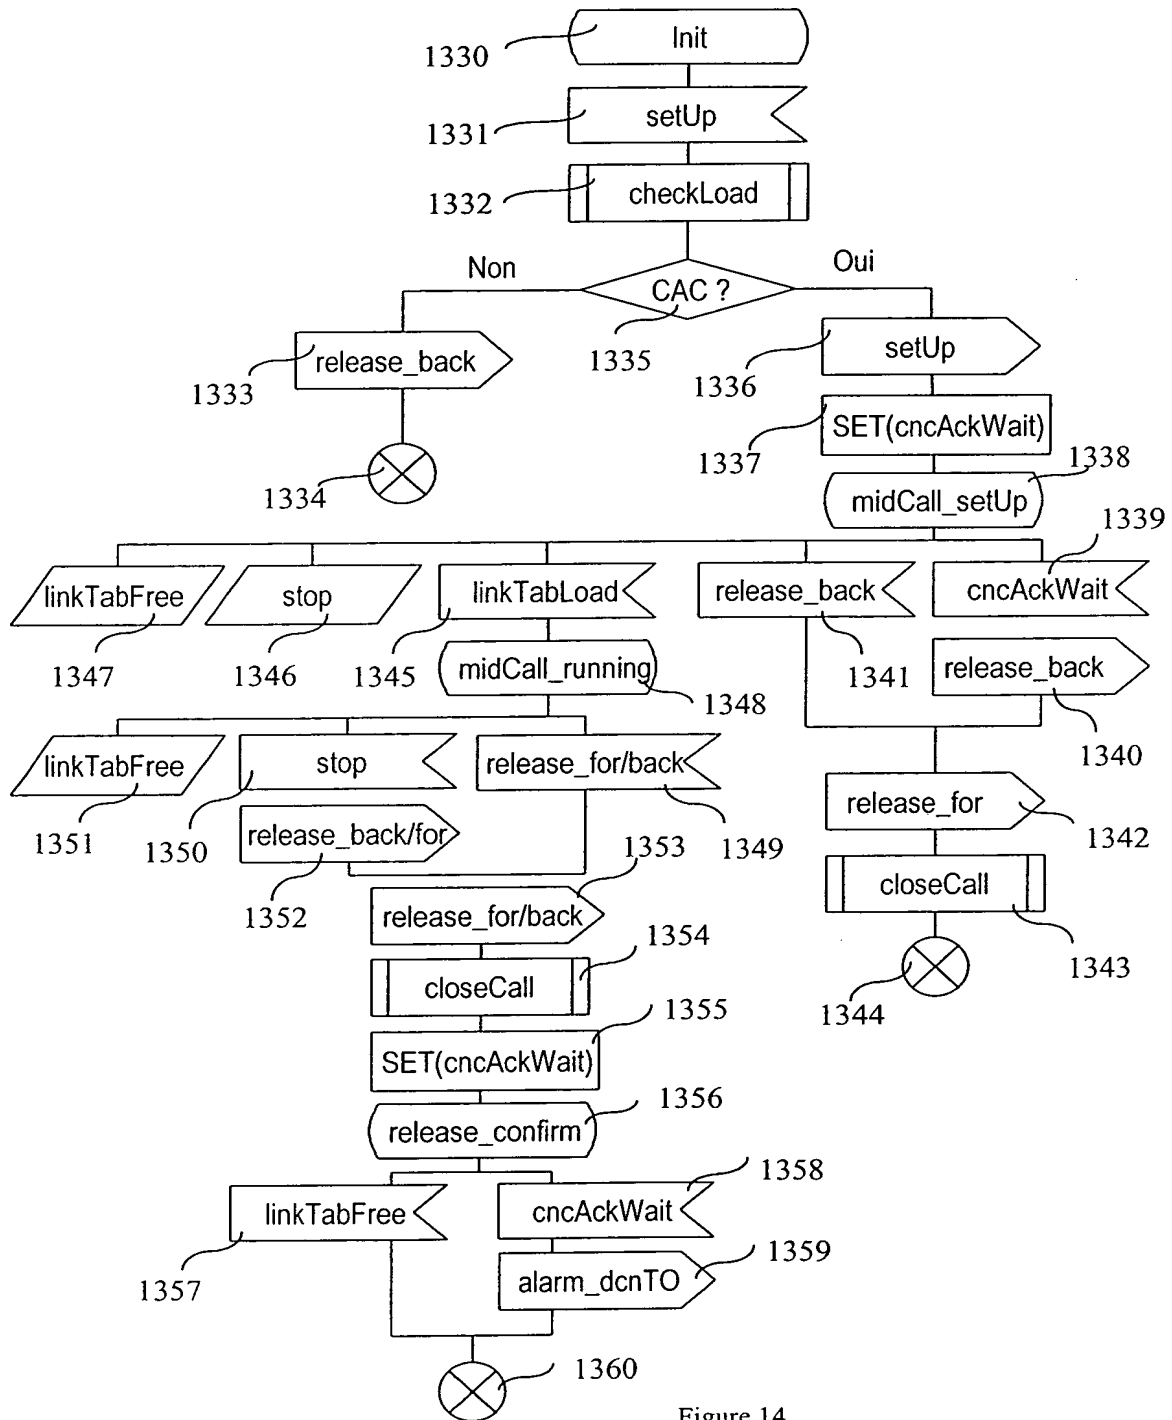 Init
1330
setUp
1331
checkLoad
1332
Non
Oui
CAC ?
1335
release_back
1333
1334
setUp
1336
SET(cncAckWait)
1337
1338
midCall_setUp
1339
linkTabFree
stop
linkTabLoad
release_back
cncAckWait
1347
1346
1345
1341
release_back
1340
midCall_running
1348
linkTabFree
stop
release_for/back
1351
1350
1349
release_for
1342
release_back/for
1352
1353
closeCall
1343
release_for/back
1344
1354
closeCall
1355
SET(cncAckWait)
1356
release_confirm
1358
linkTabFree
cncAckWait
1357
1359
alarm_dcnTO
1360
Figure 14